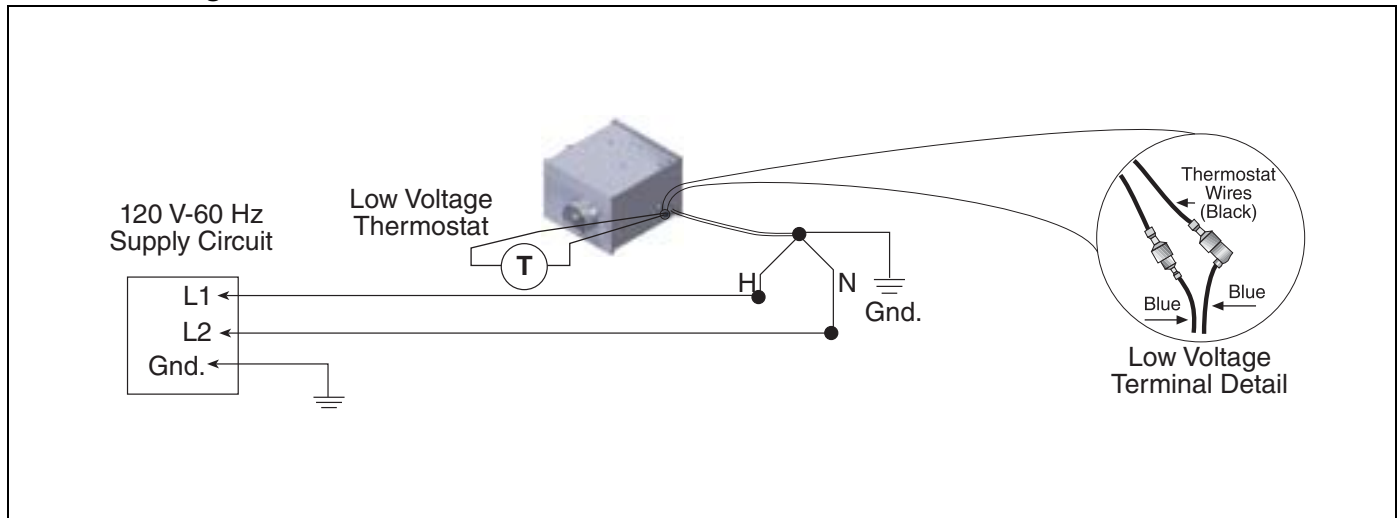 120 V-60 Hz
Supply Circuit
L1
L2
Gnd.
Low Voltage
Thermostat
T
H
N
Gnd.
Thermostat
Wires
(Black)
Blue
Blue
Low Voltage
Terminal Detail